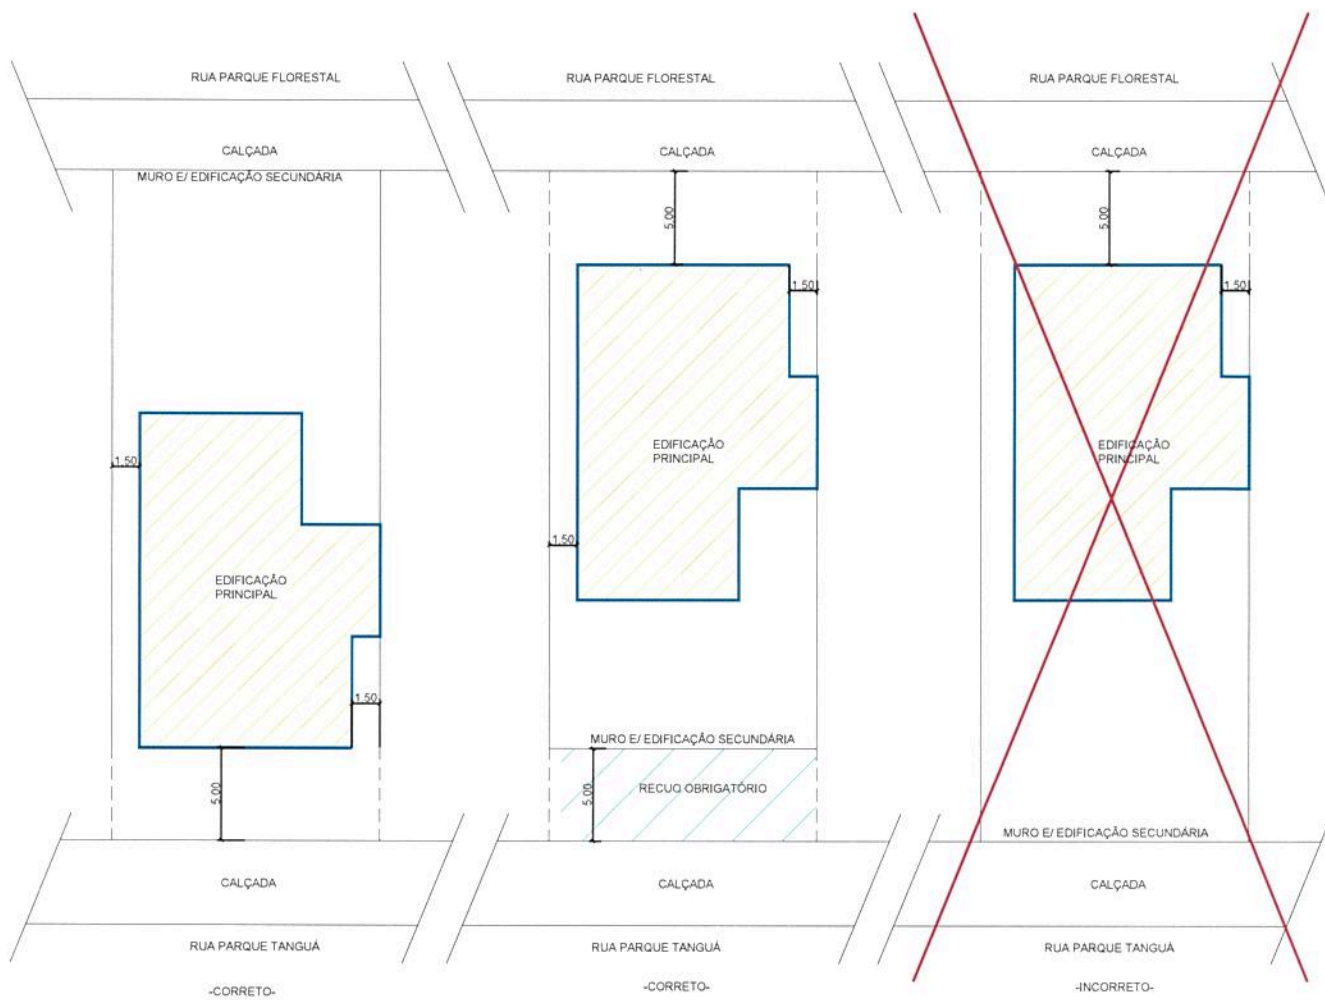 RUA PARQUE FLORESTAL
CALÇADA
MURO E/ EDIFICAÇÃO SECUNDÁRIA
1,50
EDIFICAÇÃO
PRINCIPAL
1.50
5.00
CALÇADA
RUA PARQUE TANGUÁ
-CORRETO-
RUA PARQUE FLORESTAL
CALÇADA
5.00
1.50
EDIFICAÇÃO
PRINCIPAL
1.50
MURO E/ EDIFICAÇÃO SECUNDÁRIA
RECUO OBRIGATÓRIO
5.00
CALÇADA
RUA PARQUE TANGUÁ
-CORRETO-
RUA PARQUE FLORESTAL
CALÇADA
5.00
1.50
EDIFICAÇÃO
PRINCIPAL
MURO E/ EDIFICAÇÃO SECUNDÁRIA
CALÇADA
RUA PARQUE TANGUÁ
-INCORRETO-